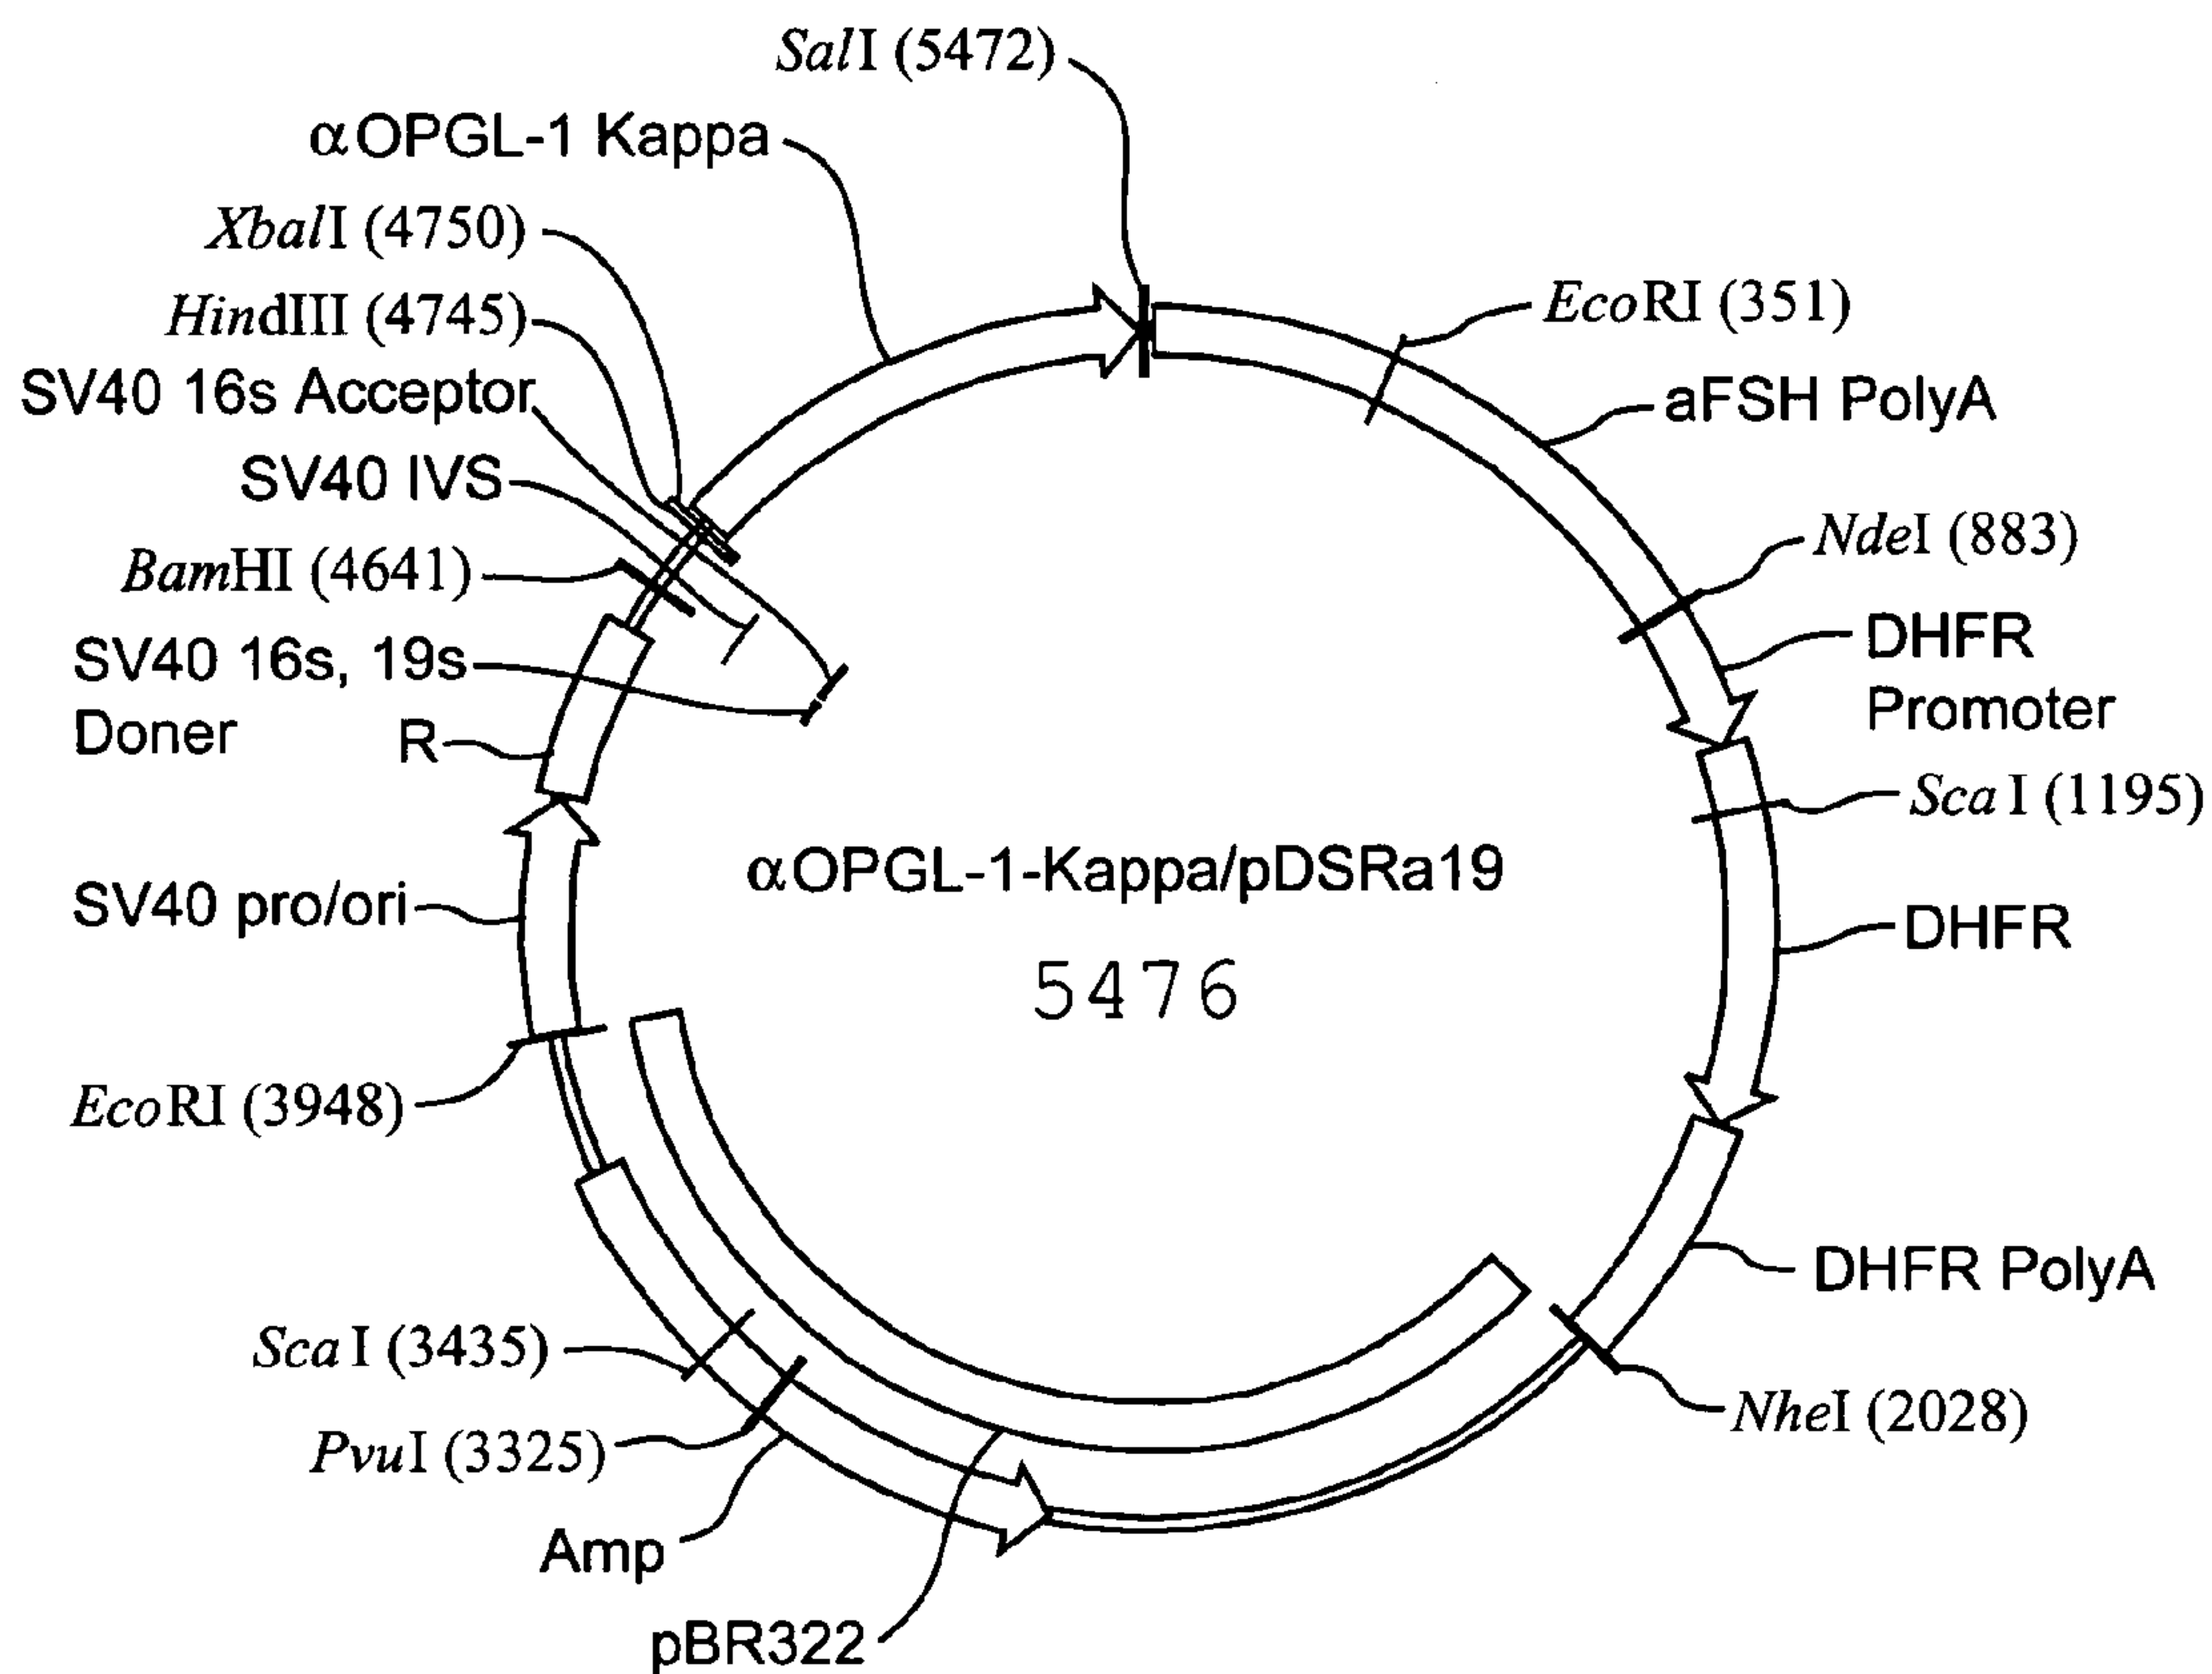 SalI (5472)
αOPGL-1 Kappa
XbalI (4750)
HindIII (4745)
SV40 16s Acceptor
SV40 IVS
BamHI (4641)
SV40 16s, 19s
Doner
R
SV40 pro/ori
EcoRI (3948)
ScaI (3435)
PvuI (3325)
Amp
pBR322
EcoRI (351)
aFSH PolyA
NdeI (883)
DHFR
Promoter
ScaI (1195)
DHFR
DHFR PolyA
NheI (2028)
αOPGL-1-Kappa/pDSRa19
5476